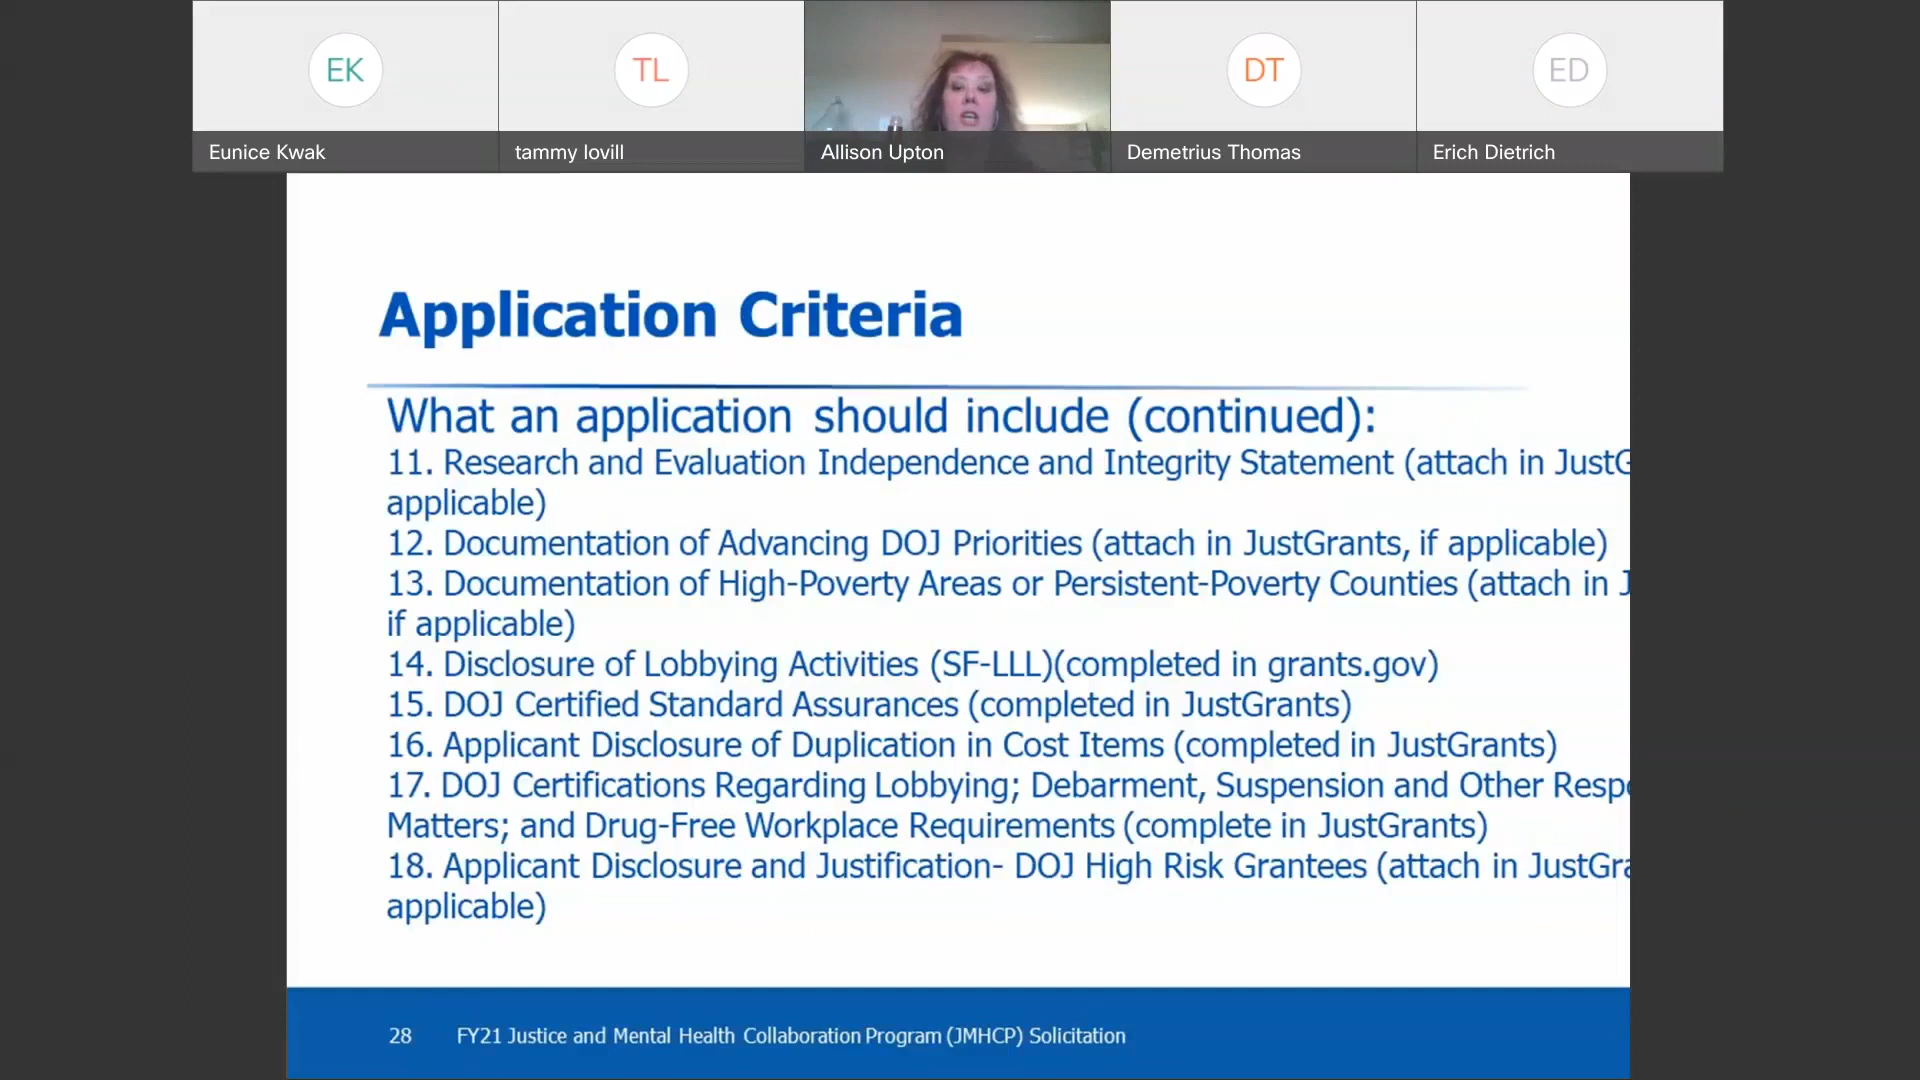 EK
TL
DT
ED
Eunice Kwak
tammy lovill
Allison Upton
Demetrius Thomas
Erich Dietrich
Application Criteria
What an application should include (continued):
11. Research and Evaluation Independence and Integrity Statement (attach in JustG
applicable)
12. Documentation of Advancing DOJ Priorities (attach in JustGrants, if applicable)
13. Documentation of High-Poverty Areas or Persistent-Poverty Counties (attach in J
if applicable)
14. Disclosure of Lobbying Activities (SF-LLL)(completed in grants.gov)
15. DOJ Certified Standard Assurances (completed in JustGrants)
16. Applicant Disclosure of Duplication in Cost Items (completed in JustGrants)
17. DOJ Certifications Regarding Lobbying; Debarment, Suspension and Other Respo
Matters; and Drug-Free Workplace Requirements (complete in JustGrants)
18. Applicant Disclosure and Justification- DOJ High Risk Grantees (attach in JustGra
applicable)
28 FY21 Justice and Mental Health Collaboration Program (JMHCP) Solicitation